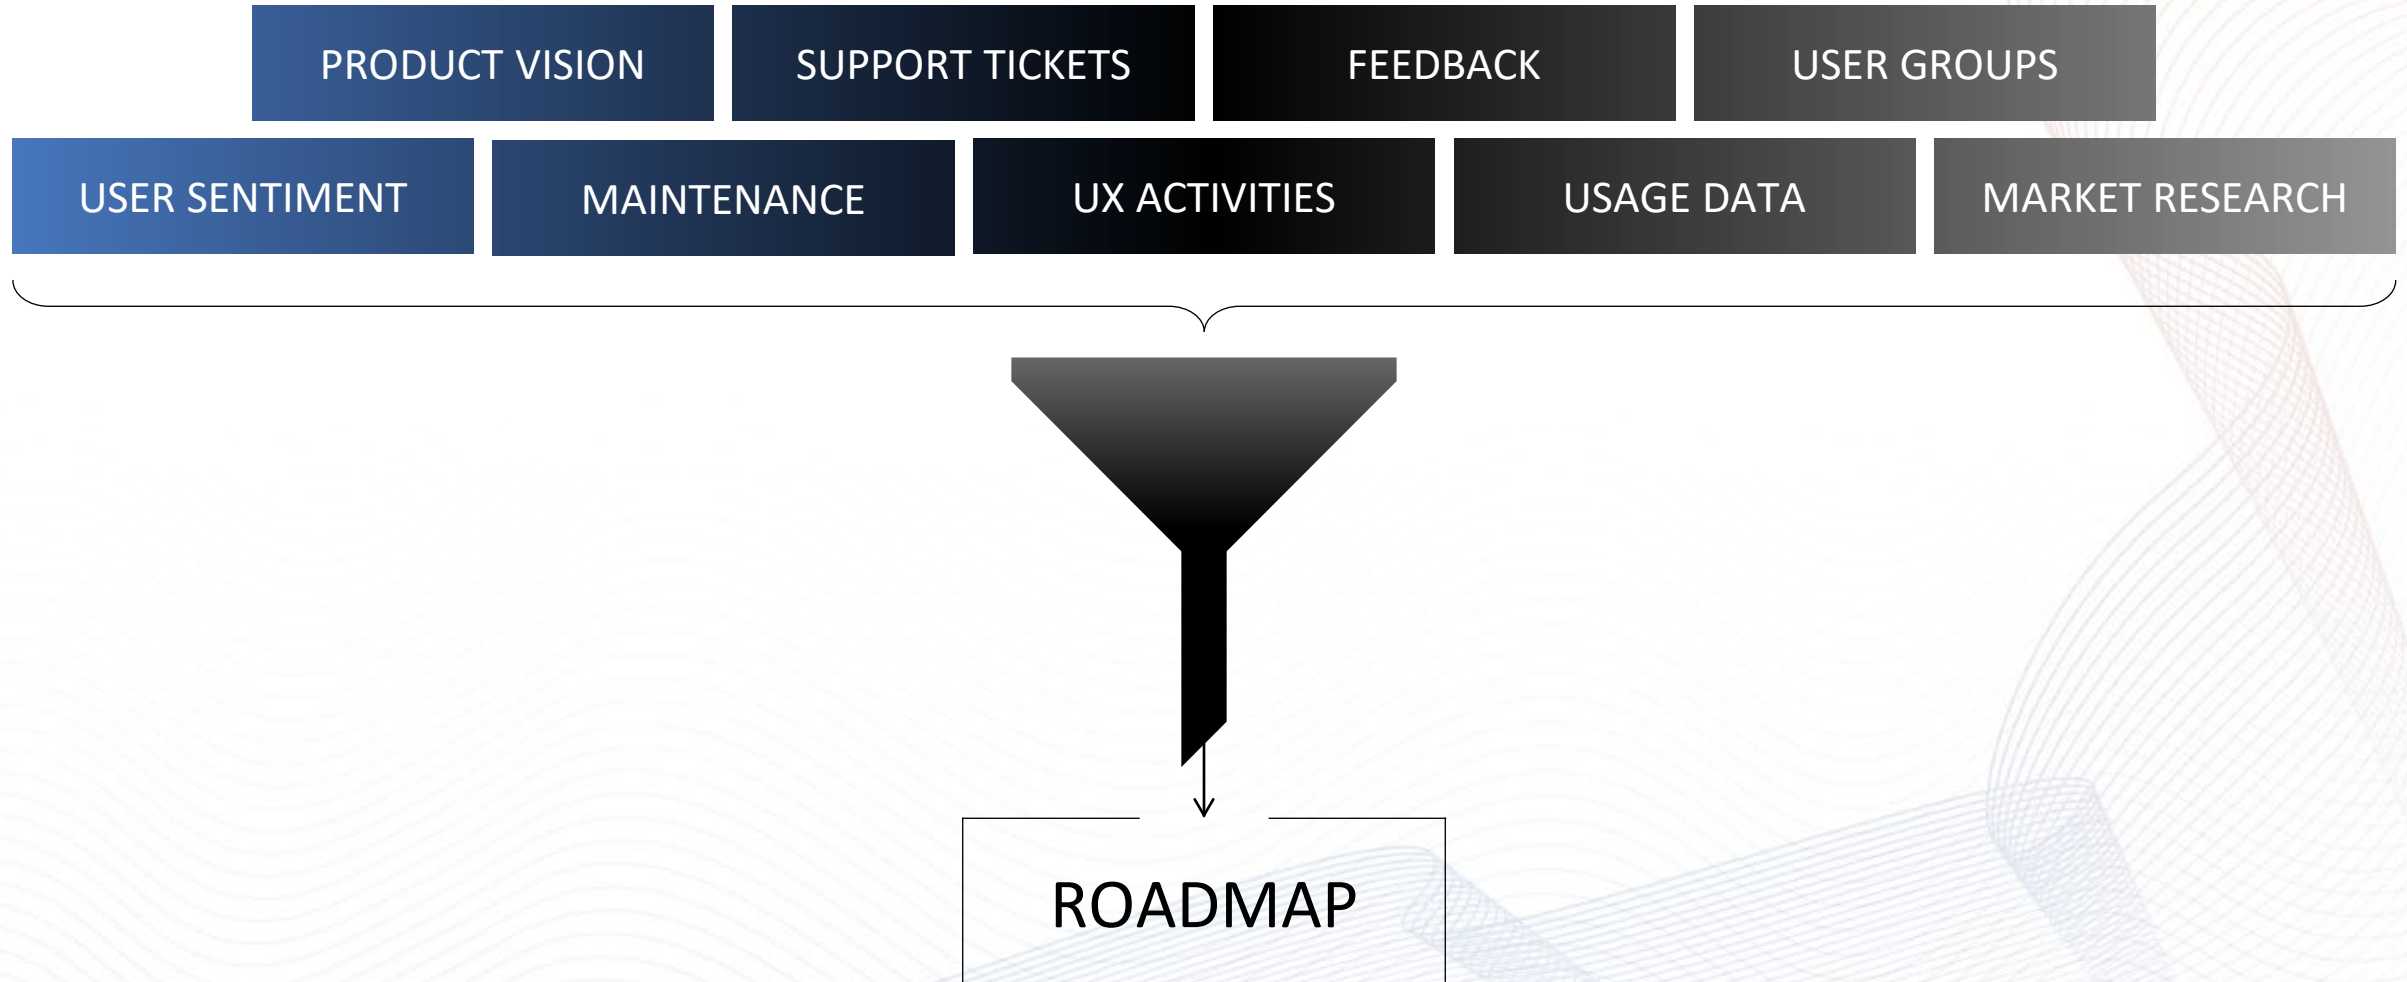 PRODUCT VISION
SUPPORT TICKETS
FEEDBACK
USER GROUPS
USER SENTIMENT
MAINTENANCE
UX ACTIVITIES
USAGE DATA
MARKET RESEARCH
ROADMAP